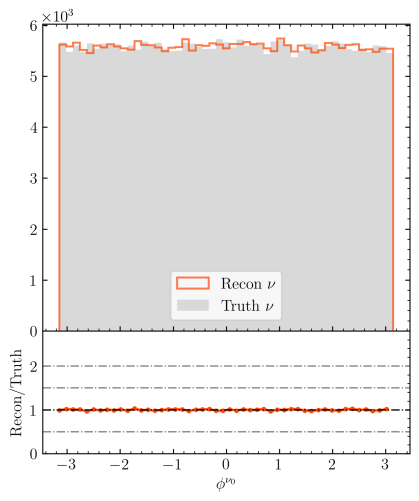 ×10³
6
5
4
3
2
1
0
Recon ν
Truth ν
Recon/Truth
2
1
0
−3 −2 −1 0 1 2 3
ϕ^{ν₀}